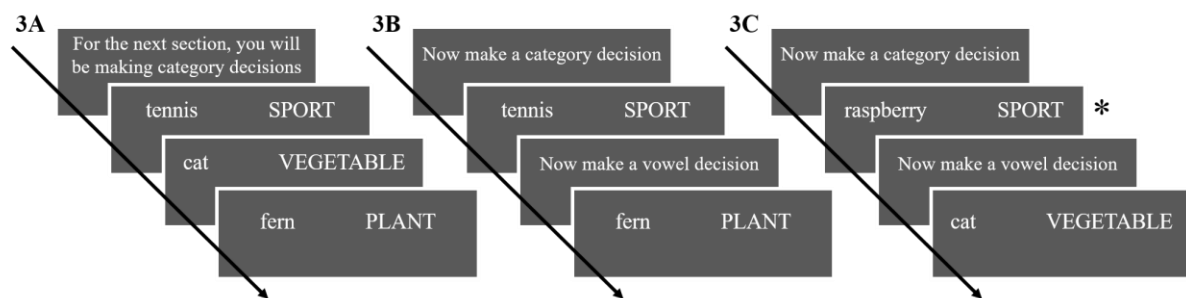 3A
For the next section, you will
be making category decisions
tennis SPORT
cat VEGETABLE
fern PLANT
3B
Now make a category decision
tennis SPORT
Now make a vowel decision
fern PLANT
3C
Now make a category decision
raspberry SPORT *
Now make a vowel decision
cat VEGETABLE